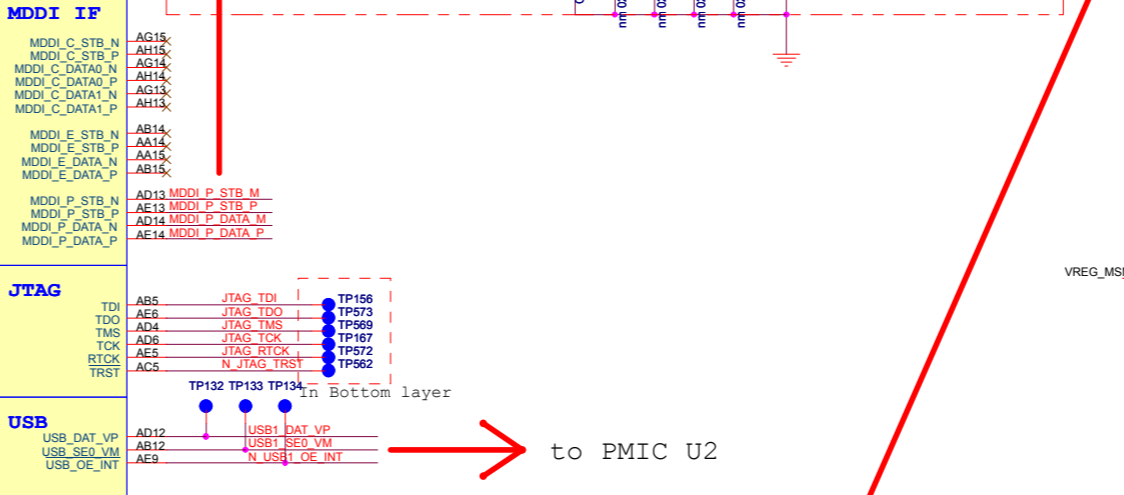 MDDI IF
MDDI_C_STB_N AG15
MDDI_C_STB_P AH15
MDDI_C_DATA0_N AG14
MDDI_C_DATA0_P AH14
MDDI_C_DATA1_N AG13
MDDI_C_DATA1_P AH13
MDDI_E_STB_N AB14
MDDI_E_STB_P AA14
MDDI_E_DATA_N AA15
MDDI_E_DATA_P AB15
MDDI_P_STB_N AD13 MDDI_P_STB_M
MDDI_P_STB_P AE13 MDDI_P_STB_P
MDDI_P_DATA_N AD14 MDDI_P_DATA_M
MDDI_P_DATA_P AE14 MDDI_P_DATA_P
VREG_MS
JTAG
TDI AB5 JTAG_TDI TP156
TDO AE6 JTAG_TDO TP573
TMS AD4 JTAG_TMS TP569
TCK AD6 JTAG_TCK TP167
RTCK AE5 JTAG_RTCK TP572
TRST AC5 N_JTAG_TRST TP562
In Bottom layer
TP132 TP133 TP134
USB
USB_DAT_VP AD12 USB1_DAT_VP
USB_SE0_VM AB12 USB1_SE0_VM
USB_OE_INT AE9 N_USB1_OE_INT
to PMIC U2